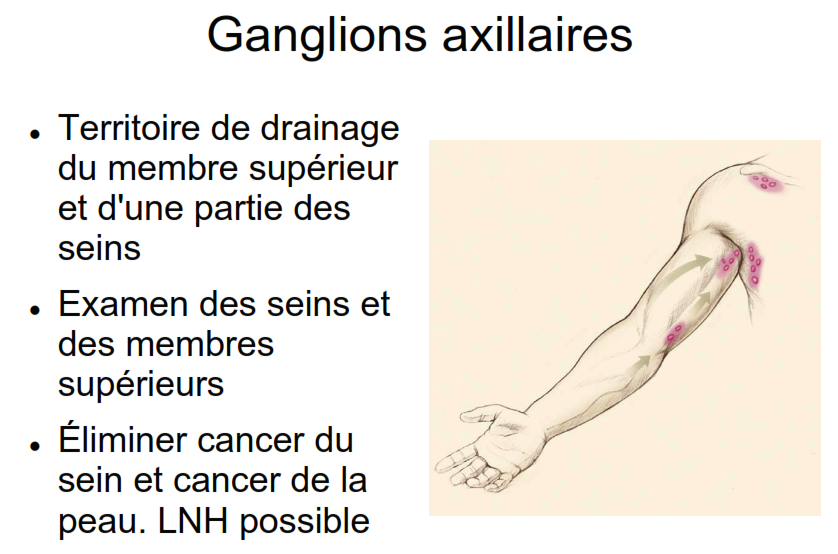 Ganglions axillaires
• Territoire de drainage
du membre supérieur
et d'une partie des
seins
• Examen des seins et
des membres
supérieurs
• Éliminer cancer du
sein et cancer de la
peau. LNH possible